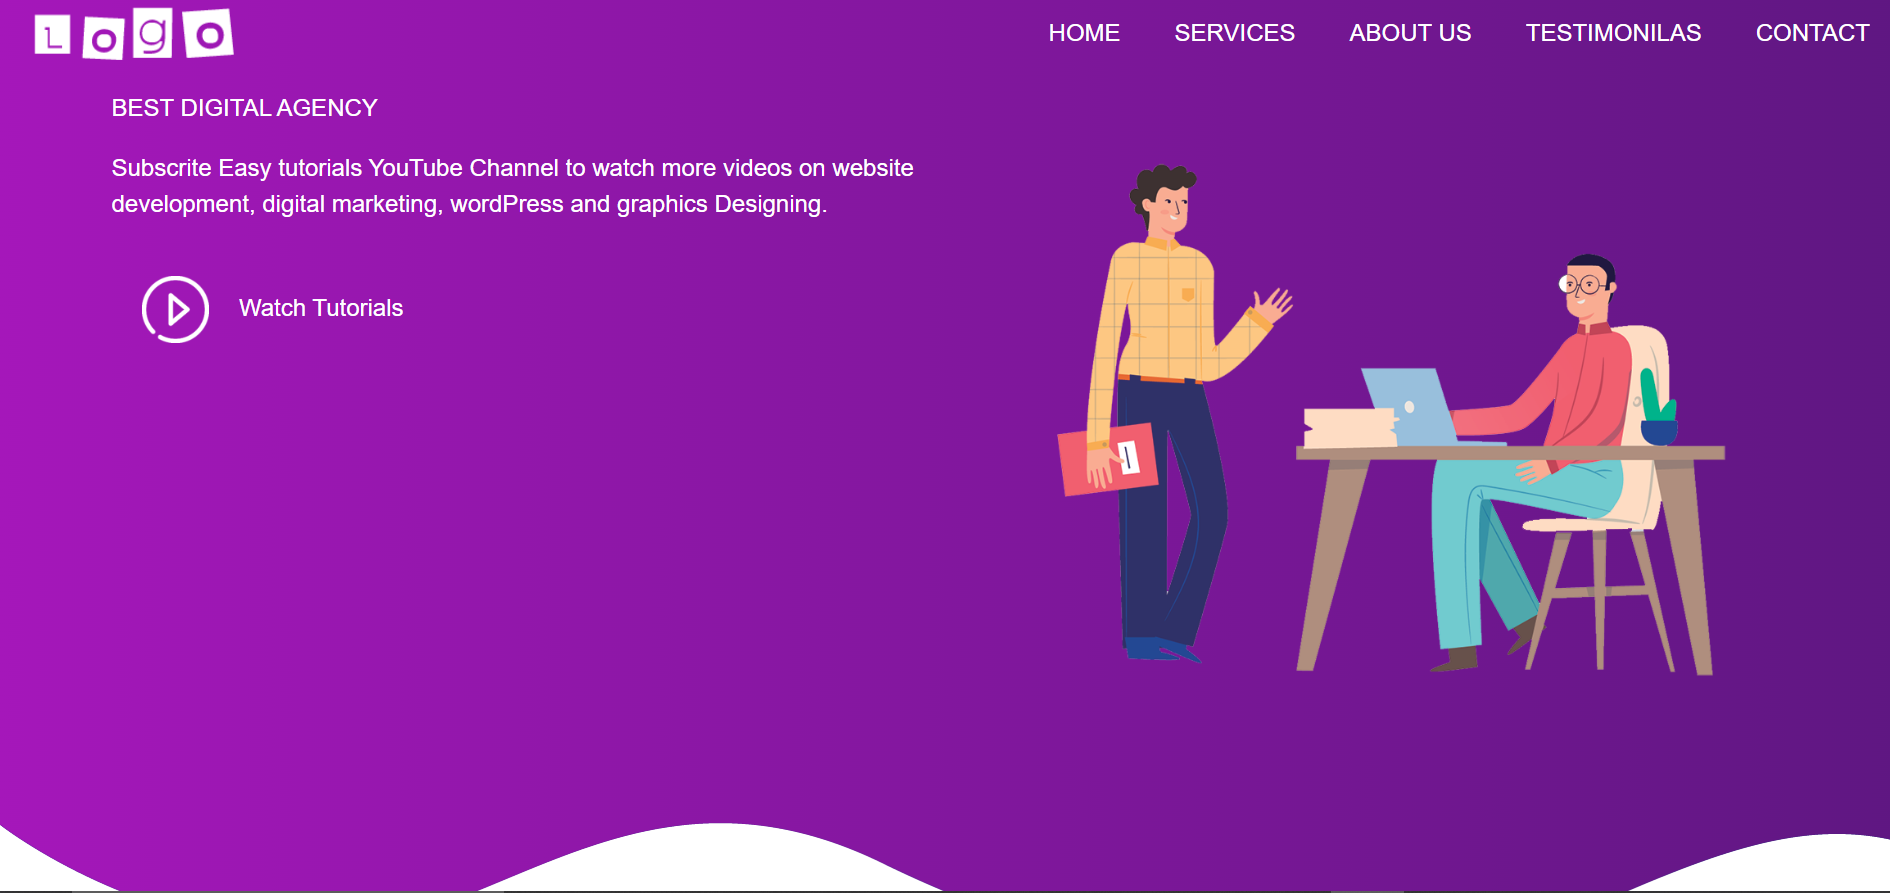 Logo
HOME SERVICES ABOUT US TESTIMONILAS CONTACT
BEST DIGITAL AGENCY
Subscrite Easy tutorials YouTube Channel to watch more videos on website
development, digital marketing, wordPress and graphics Designing.
Watch Tutorials